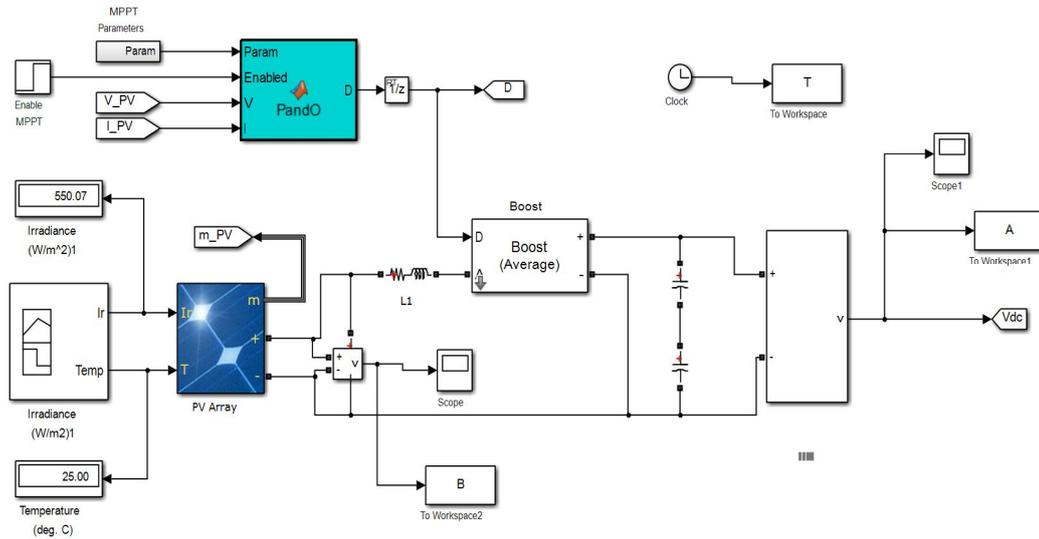 MPPT
Parameters
Param
Param
Enabled
V
I
D
PandO
Enable
MPPT
V_PV
I_PV
RT
1/z
D
Clock
T
To Workspace
Scope1
A
To Workspace1
550.07
Irradiance
(W/m^2)1
m_PV
Boost
D
Boost
(Average)
+
-
L1
Ir
Temp
Irradiance
(W/m2)1
Ir
T
m
+
-
PV Array
+
-
v
Scope
+
-
v
Vdc
25.00
Temperature
(deg. C)
B
To Workspace2